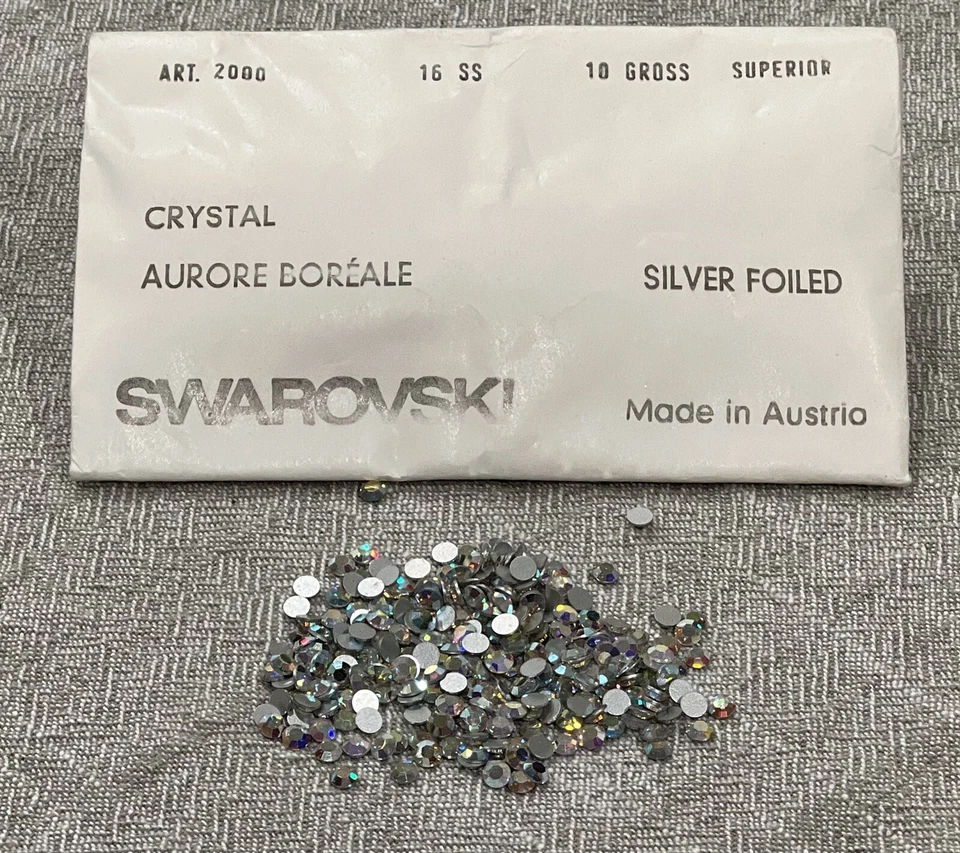 ART. 2000 16 SS 10 GROSS SUPERIOR
CRYSTAL
AURORE BORÉALE SILVER FOILED
SWAROVSKI Made in Austria